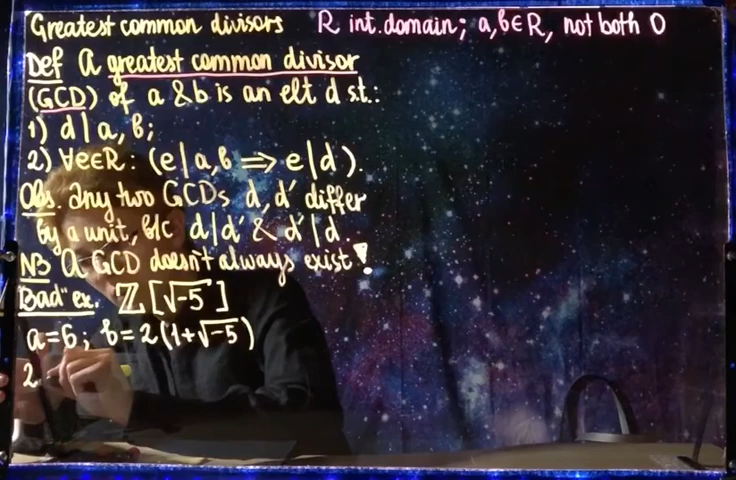 Greatest common divisors R int. domain; a, b ∈ R, not both 0
Def A greatest common divisor
(GCD) of a & b is an elt d s.t.:
1) d | a, b;
2) ∀e∈R: (e | a, b ⟹ e | d).
Obs. Any two GCDs d, d' differ
by a unit, b/c d | d' & d' | d
NB A GCD doesn't always exist!
"Bad" ex. ℤ[√-5]
a=6; b=2(1+√-5)
2.